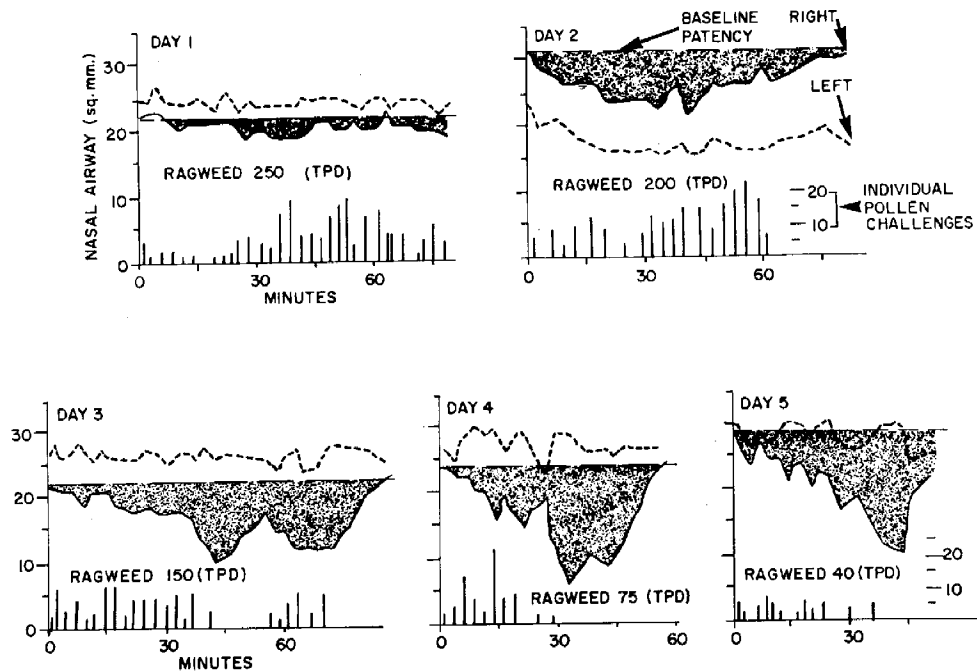 DAY 1
30
20
10
0
NASAL AIRWAY (sq. mm.)
RAGWEED 250 (TPD)
0 30 60
MINUTES
DAY 2
BASELINE
PATENCY
RIGHT
LEFT
RAGWEED 200 (TPD)
20
10
INDIVIDUAL
POLLEN
CHALLENGES
0 30 60
DAY 3
30
20
10
0
RAGWEED 150 (TPD)
0 30 60
MINUTES
DAY 4
RAGWEED 75 (TPD)
0 30 60
DAY 5
RAGWEED 40 (TPD)
20
10
0 30